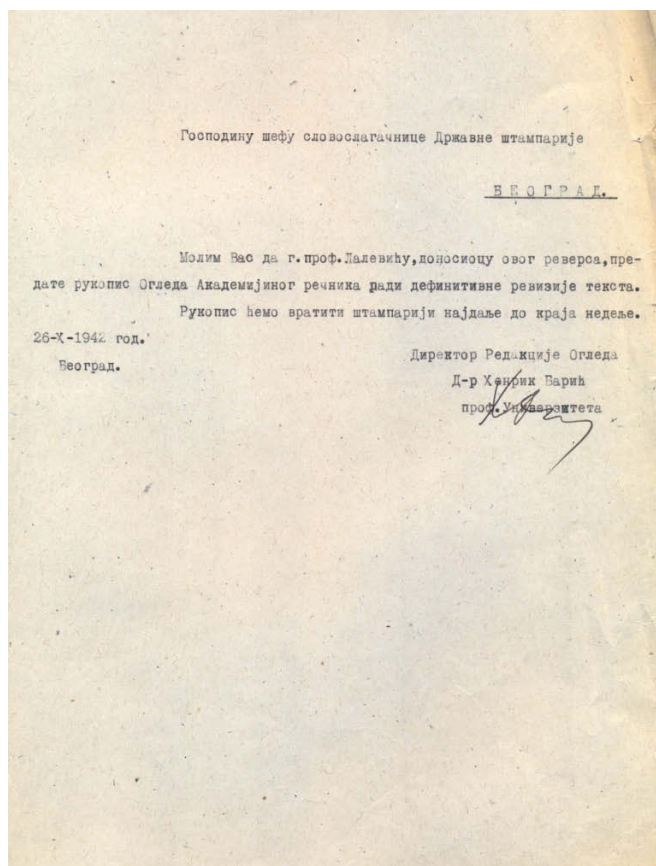 Господину шефу словослагачнице Државне штампарије
Б Е О Г Р А Д.
Молим Вас да г.проф.Лалевићу,доносиоцу овог реверса,пре-
дате рукопис Огледа Академијиног речника ради дефинитивне ревизије текста.
Рукопис ћемо вратити штампарији најдаље до краја недеље.
26-X-1942 год.
Београд.
Директор Редакције Огледа
Д-р Хенрик Барић
проф.Универзитета